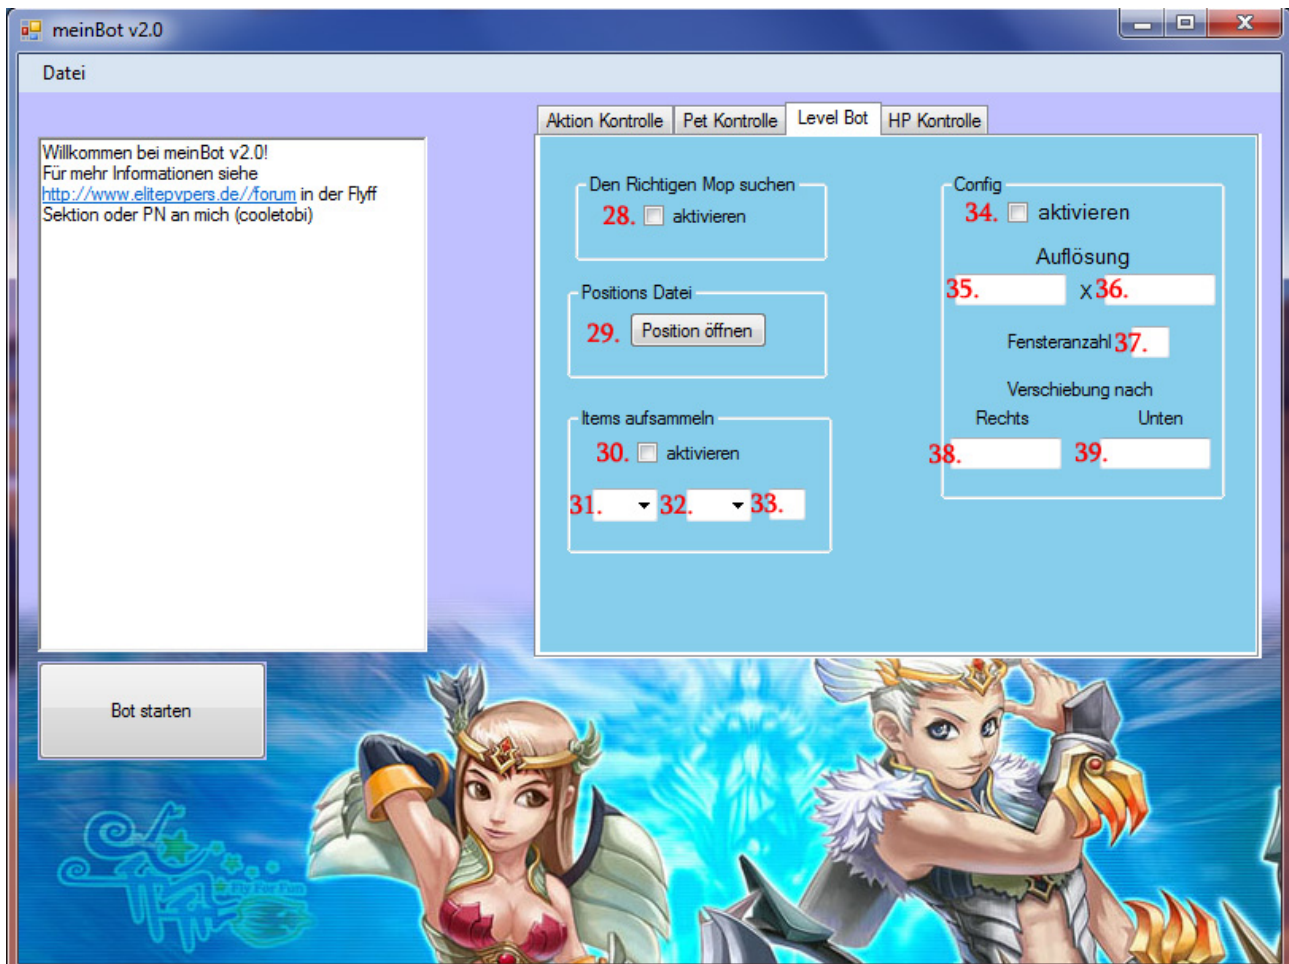 meinBot v2.0
Datei
Aktion Kontrolle Pet Kontrolle Level Bot HP Kontrolle
Willkommen bei meinBot v2.0!
Für mehr Informationen siehe
http://www.elitepvpers.de//forum in der Flyff
Sektion oder PN an mich (cooletobi)
Den Richtigen Mop suchen
28. aktivieren
Positions Datei
29. Position öffnen
Items aufsammeln
30. aktivieren
31. 32. 33.
Config
34. aktivieren
Auflösung
35. X 36.
Fensteranzahl 37.
Verschiebung nach
Rechts Unten
38. 39.
Bot starten
Fly For Fun